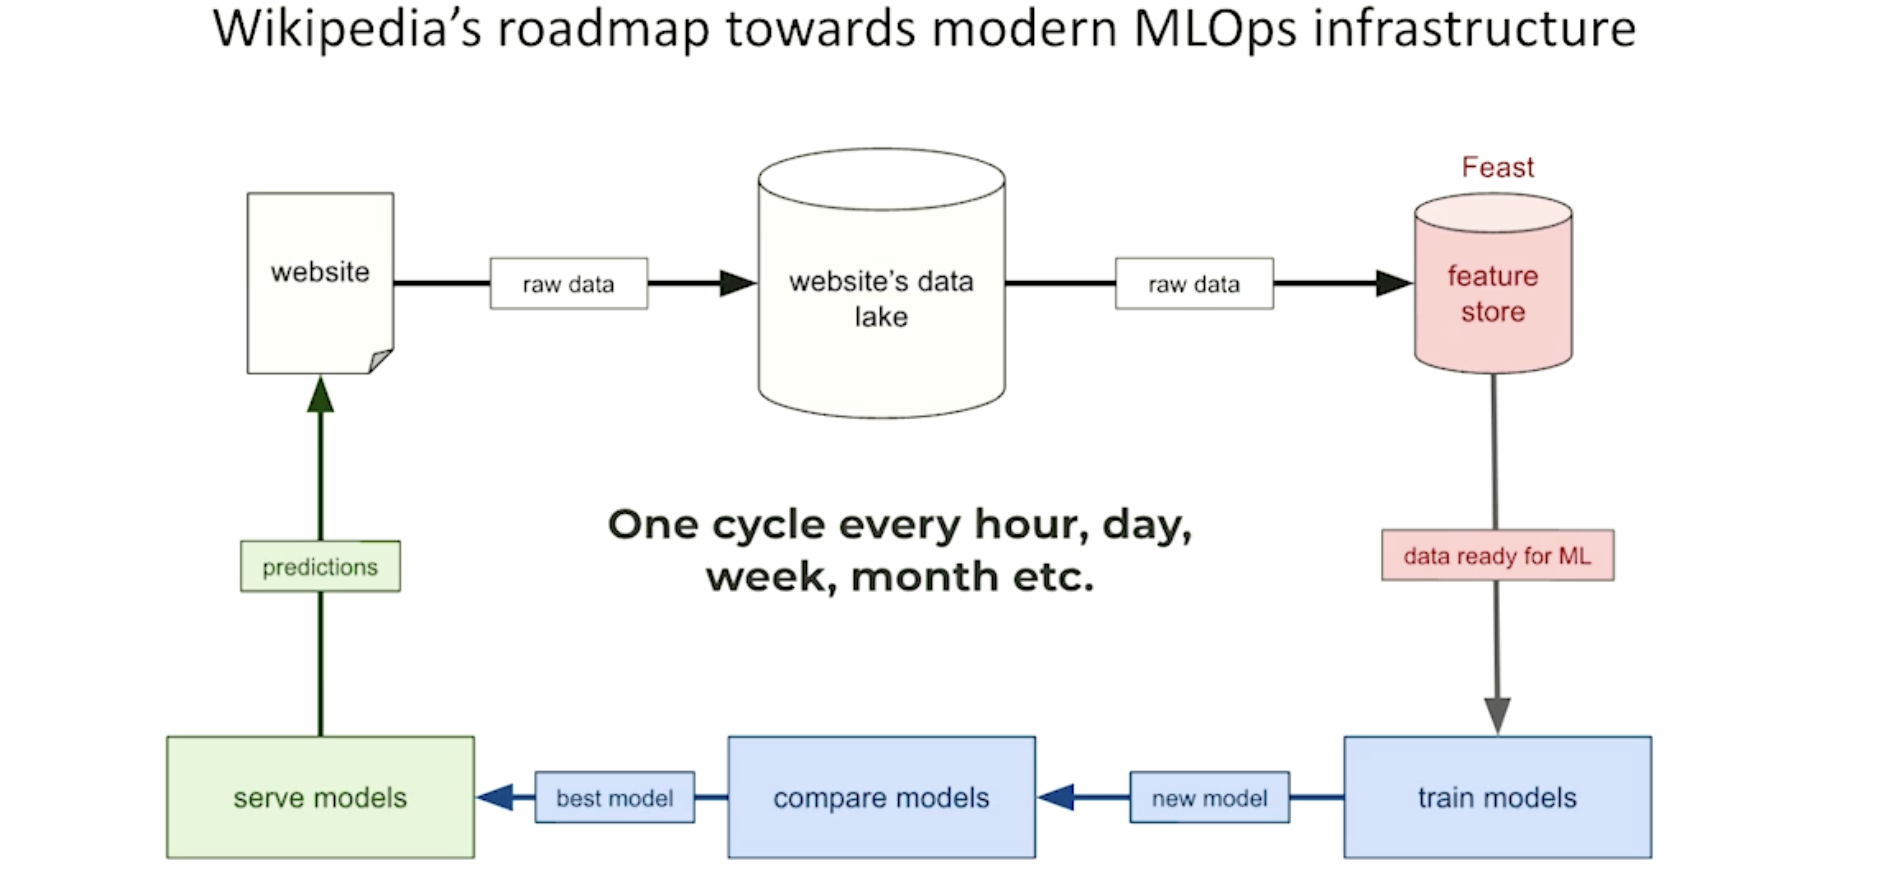 Wikipedia’s roadmap towards modern MLOps infrastructure
Feast
website
raw data
website’s data
lake
raw data
feature
store
One cycle every hour, day,
week, month etc.
predictions
data ready for ML
serve models
best model
compare models
new model
train models